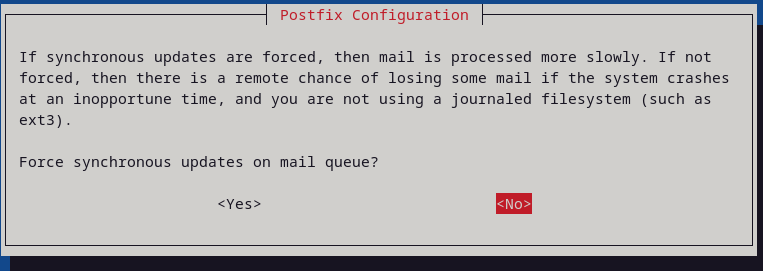 Postfix Configuration
If synchronous updates are forced, then mail is processed more slowly. If not
forced, then there is a remote chance of losing some mail if the system crashes
at an inopportune time, and you are not using a journaled filesystem (such as
ext3).
Force synchronous updates on mail queue?
<Yes> <No>